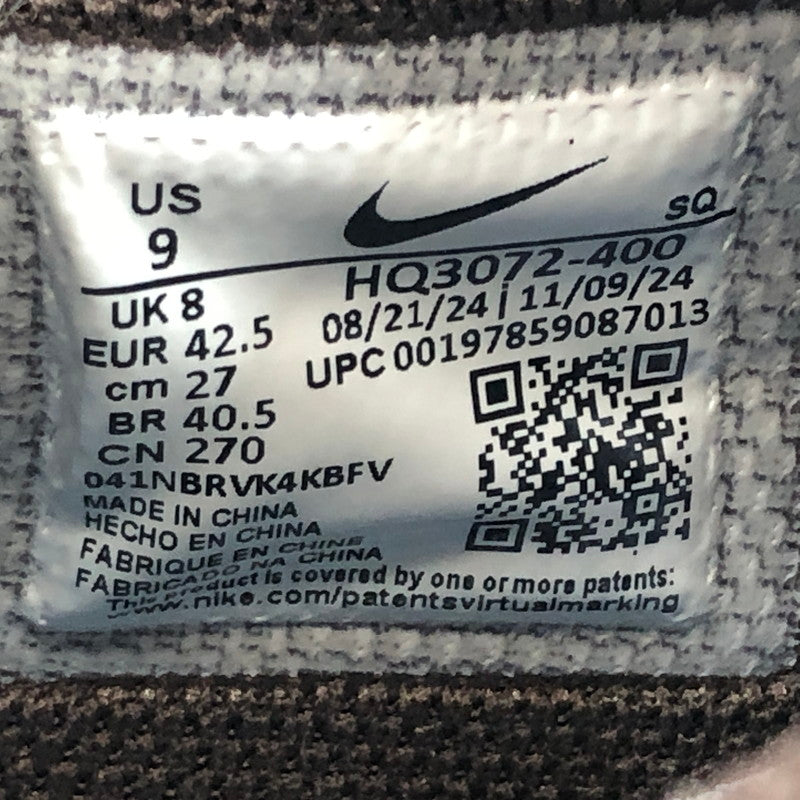 US
9
SQ
HQ3072-400
08/21/24 | 11/09/24
UPC 00197859087013
UK 8
EUR 42.5
cm 27
BR 40.5
CN 270
041NBRVK4KBFV
MADE IN CHINA
HECHO EN CHINA
FABRIQUE EN CHINE
FABRICADO NA CHINA
This product is covered by one or more patents:
www.nike.com/patentsvirtualmarking